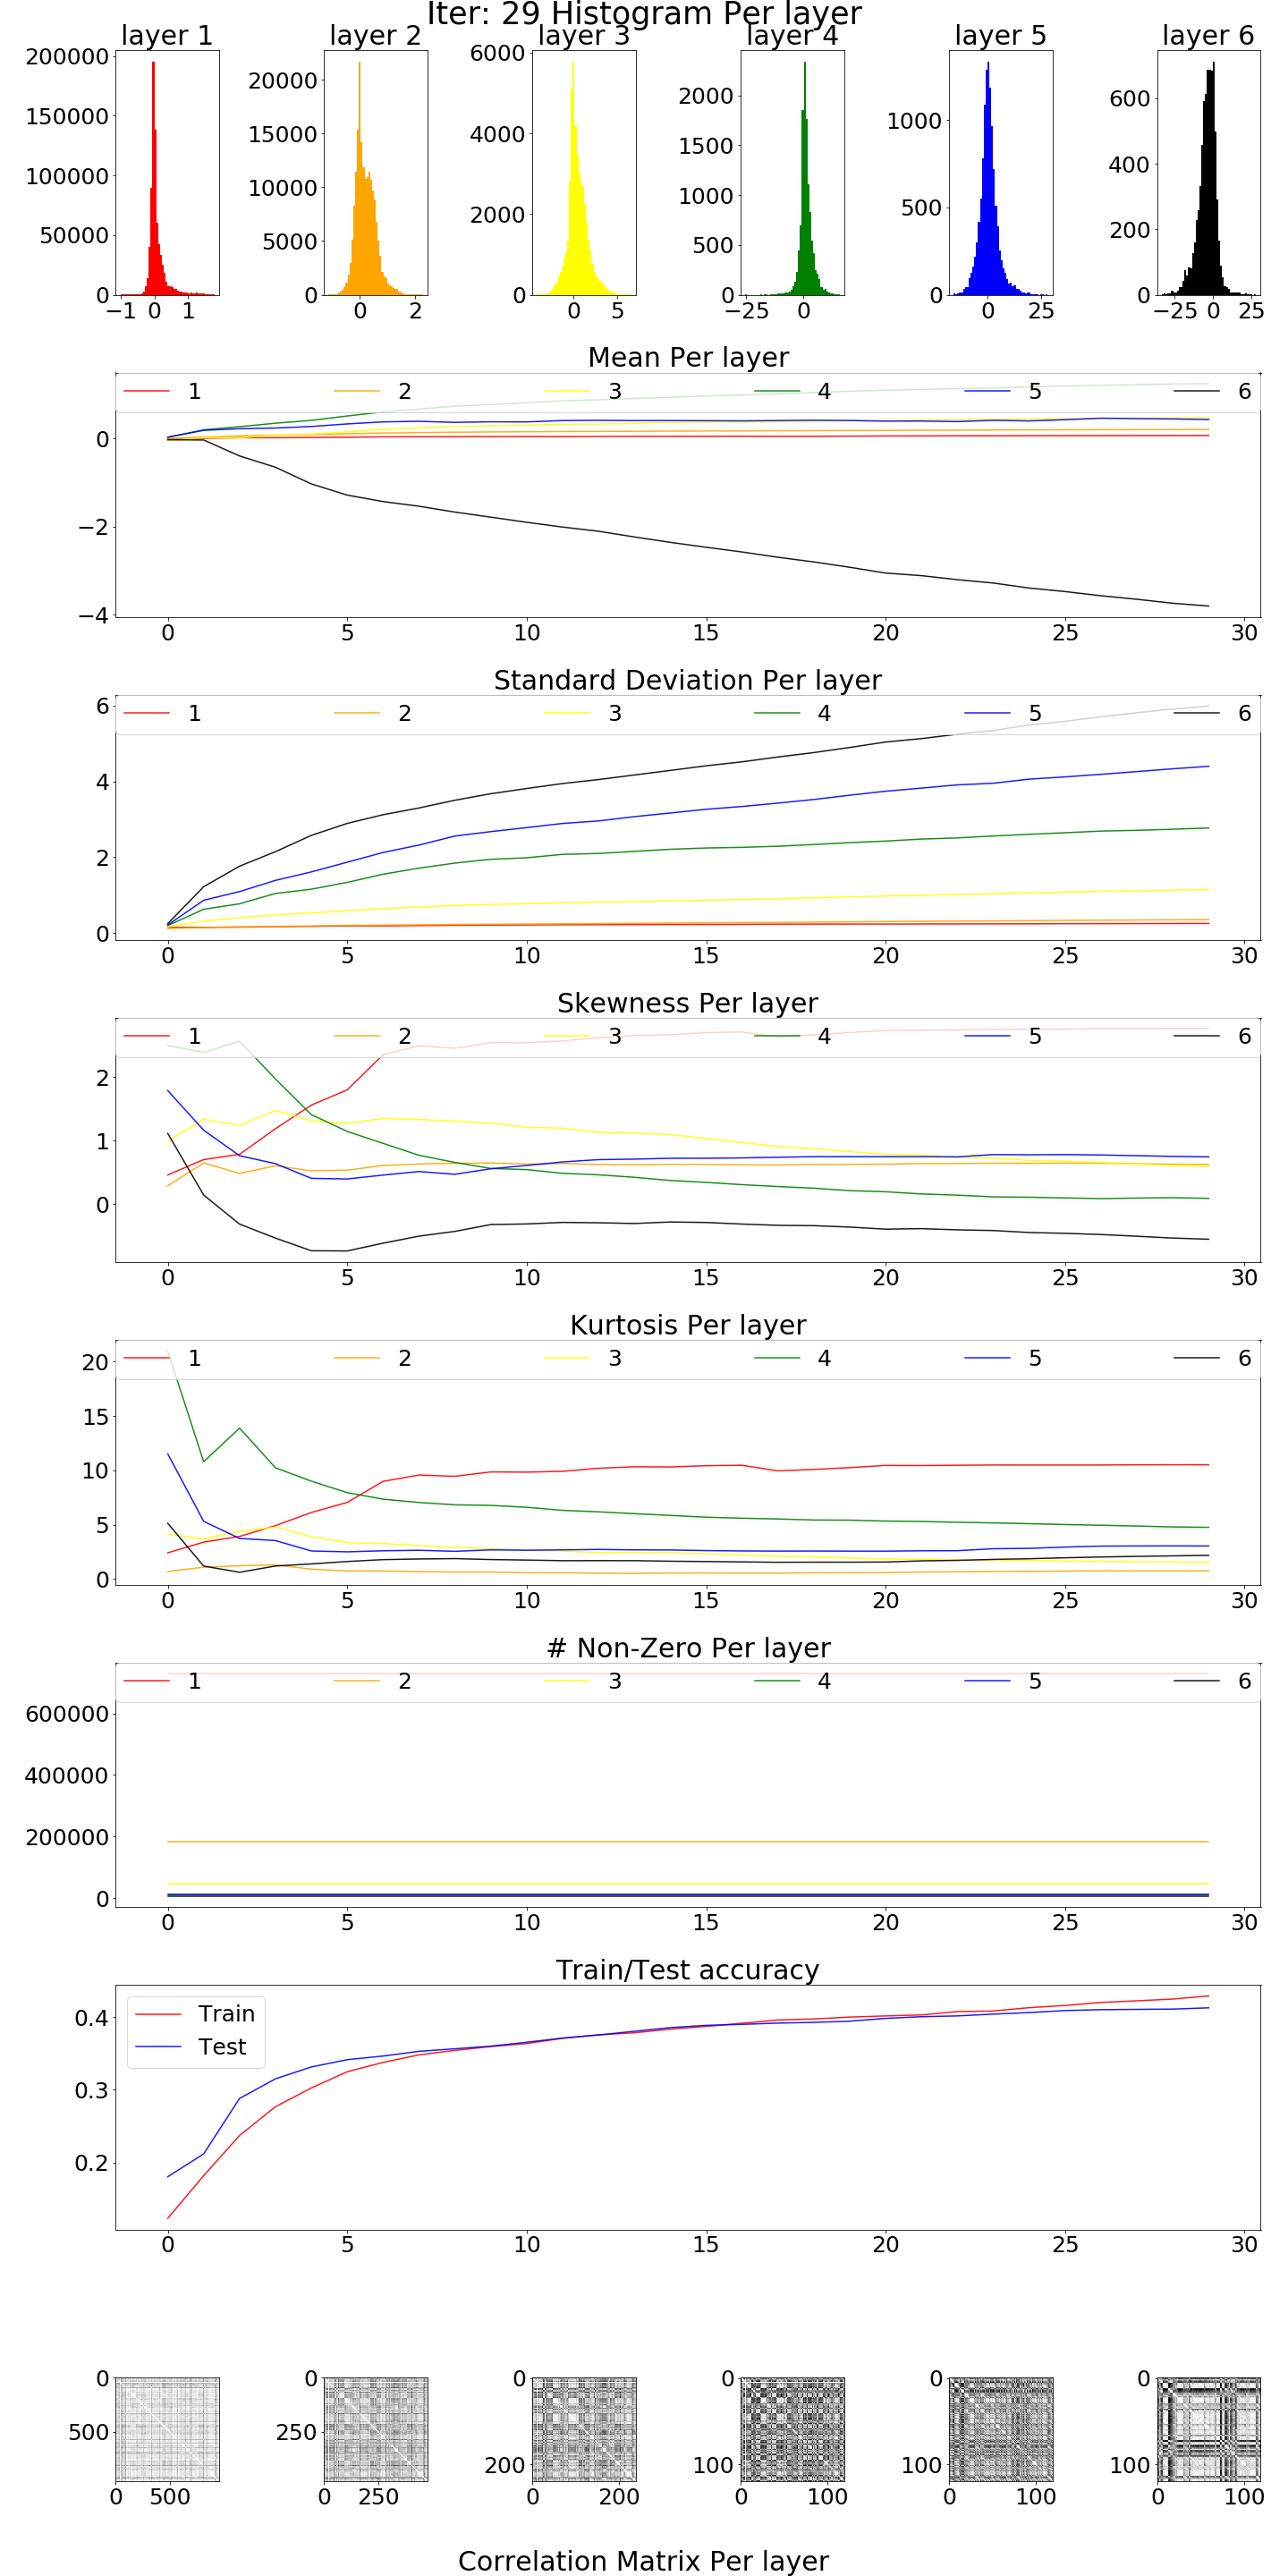 Iter: 29 Histogram Per layer
layer 1 layer 2 layer 3 layer 4 layer 5 layer 6
200000 150000 100000 50000 0
−1 0 1
20000 15000 10000 5000 0
0 2
6000 4000 2000 0
0 5
2000 1500 1000 500 0
−25 0
1000 500 0
0 25
600 400 200 0
−25 0 25
Mean Per layer
1 2 3 4 5 6
0
−2
−4
0 5 10 15 20 25 30
Standard Deviation Per layer
6
1 2 3 4 5 6
4
2
0
0 5 10 15 20 25 30
Skewness Per layer
1 2 3 4 5 6
2
1
0
0 5 10 15 20 25 30
Kurtosis Per layer
20
1 2 3 4 5 6
15
10
5
0
0 5 10 15 20 25 30
# Non-Zero Per layer
1 2 3 4 5 6
600000
400000
200000
0
0 5 10 15 20 25 30
Train/Test accuracy
Train
Test
0.4
0.3
0.2
0 5 10 15 20 25 30
0 500
0 500
0 250
0 250
0 200
0 200
0 100
0 100
0 100
0 100
0 100
0 100
Correlation Matrix Per layer